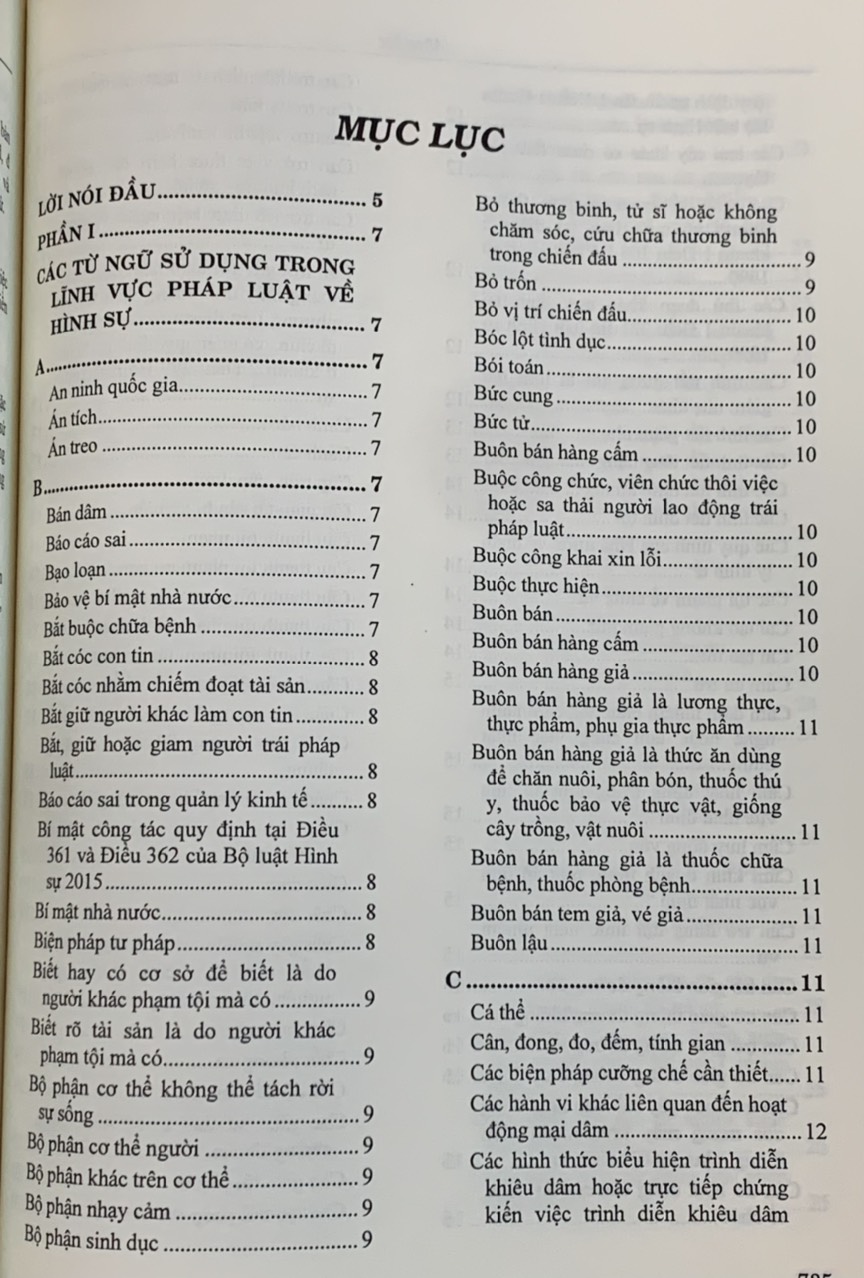 MỤC LỤC
LỜI NÓI ĐẦU.................................. 5
PHẦN I............................................ 7
CÁC TỪ NGỮ SỬ DỤNG TRONG
LĨNH VỰC PHÁP LUẬT VỀ
HÌNH SỰ...................................... 7
A..................................................... 7
An ninh quốc gia............................... 7
Án tích............................................. 7
Án treo ............................................ 7
B..................................................... 7
Bán dâm .......................................... 7
Báo cáo sai....................................... 7
Bạo loạn .......................................... 7
Bảo vệ bí mật nhà nước...................... 7
Bắt buộc chữa bệnh ........................... 7
Bắt cóc con tin .................................. 8
Bắt cóc nhằm chiếm đoạt tài sản.......... 8
Bắt giữ người khác làm con tin............ 8
Bắt, giữ hoặc giam người trái pháp
luật................................................ 8
Báo cáo sai trong quản lý kinh tế......... 8
Bí mật công tác quy định tại Điều
361 và Điều 362 của Bộ luật Hình
sự 2015.......................................... 8
Bí mật nhà nước................................. 8
Biện pháp tư pháp.............................. 8
Biết hay có cơ sở để biết là do
người khác phạm tội mà có.............. 9
Biết rõ tài sản là do người khác
phạm tội mà có................................ 9
Bộ phận cơ thể không thể tách rời
sự sống .......................................... 9
Bộ phận cơ thể người ......................... 9
Bộ phận khác trên cơ thể.................... 9
Bộ phận nhạy cảm ............................. 9
Bộ phận sinh dục ............................... 9
Bỏ thương binh, tử sĩ hoặc không
chăm sóc, cứu chữa thương binh
trong chiến đấu .............................. 9
Bỏ trốn ............................................ 9
Bỏ vị trí chiến đấu........................... 10
Bóc lột tình dục.............................. 10
Bói toán......................................... 10
Bức cung ....................................... 10
Bức tử............................................ 10
Buôn bán hàng cấm ........................ 10
Buộc công chức, viên chức thôi việc
hoặc sa thải người lao động trái
pháp luật..................................... 10
Buộc công khai xin lỗi..................... 10
Buộc thực hiện................................ 10
Buôn bán....................................... 10
Buôn bán hàng cấm ........................ 10
Buôn bán hàng giả........................... 10
Buôn bán hàng giả là lương thực,
thực phẩm, phụ gia thực phẩm ........ 11
Buôn bán hàng giả là thức ăn dùng
để chăn nuôi, phân bón, thuốc thú
y, thuốc bảo vệ thực vật, giống
cây trồng, vật nuôi ........................ 11
Buôn bán hàng giả là thuốc chữa
bệnh, thuốc phòng bệnh.................. 11
Buôn bán tem giả, vé giả.................. 11
Buôn lậu ........................................ 11
C.................................................... 11
Cá thể ............................................ 11
Cân, đong, đo, đếm, tính gian ........... 11
Các biện pháp cưỡng chế cần thiết...... 11
Các hành vi khác liên quan đến hoạt
động mại dâm ............................... 12
Các hình thức biểu hiện trình diễn
khiêu dâm hoặc trực tiếp chứng
kiến việc trình diễn khiêu dâm